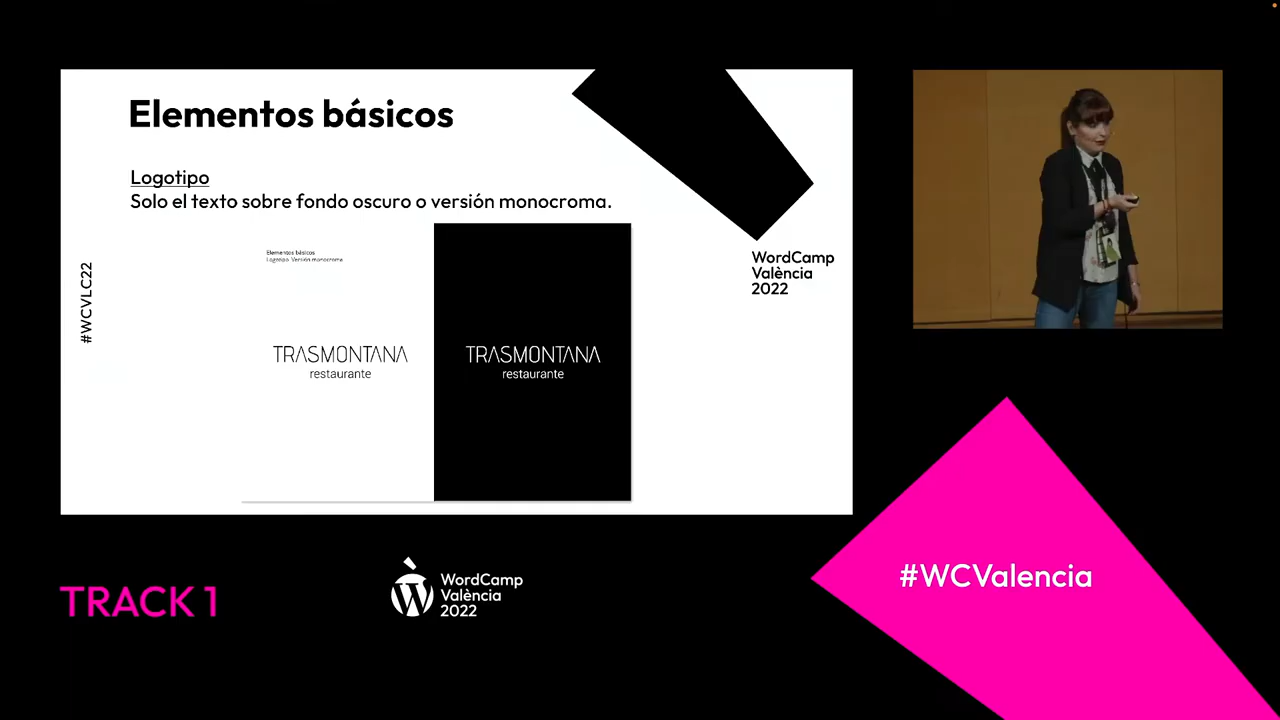 Elementos básicos
Logotipo
Solo el texto sobre fondo oscuro o versión monocroma.
Elementos básicos
Logotipo. Versión monocroma
TRASMONTANA
restaurante
TRASMONTANA
restaurante
#WCVLC22
WordCamp
València
2022
TRACK 1
WordCamp
València
2022
#WCValencia